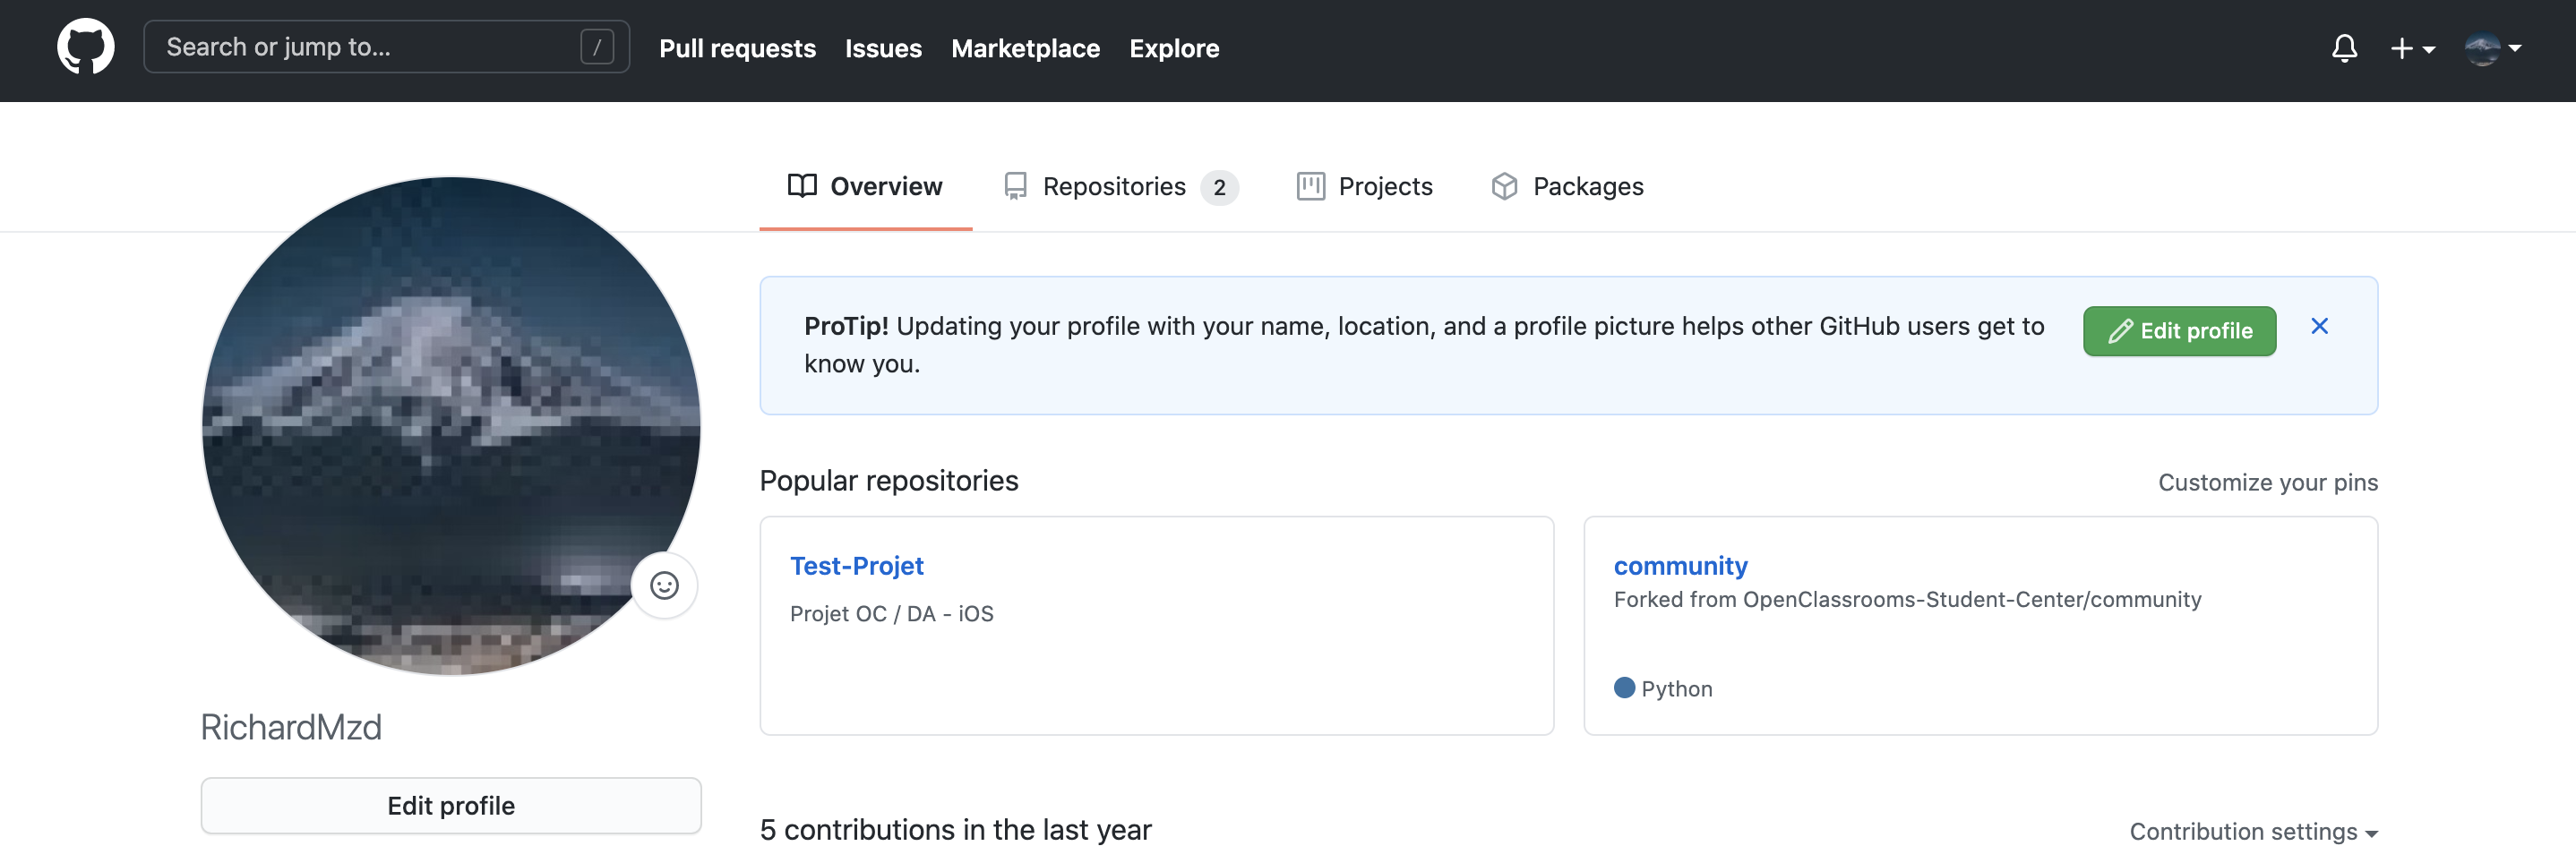 Search or jump to... /
Pull requests Issues Marketplace Explore
Overview Repositories 2 Projects Packages
ProTip! Updating your profile with your name, location, and a profile picture helps other GitHub users get to
know you.
Edit profile
Popular repositories
Customize your pins
Test-Projet
Projet OC / DA - iOS
community
Forked from OpenClassrooms-Student-Center/community
Python
RichardMzd
Edit profile
5 contributions in the last year
Contribution settings